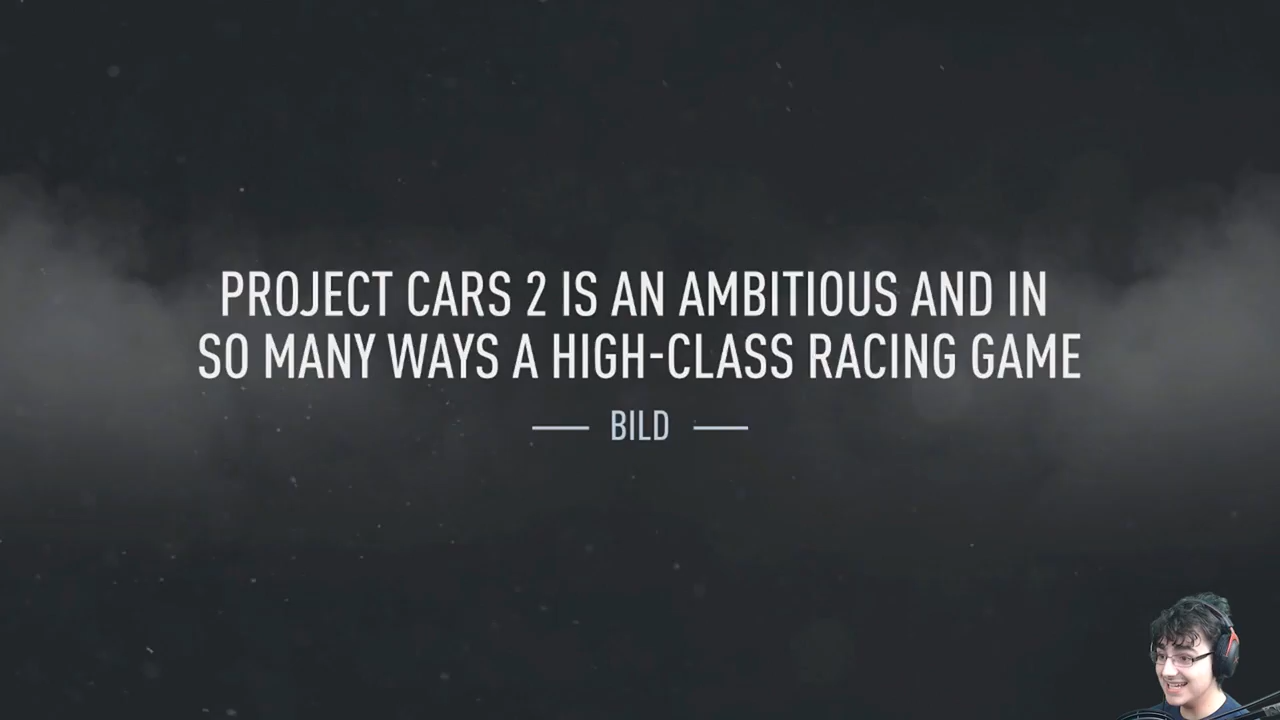 PROJECT CARS 2 IS AN AMBITIOUS AND IN
SO MANY WAYS A HIGH-CLASS RACING GAME
BILD